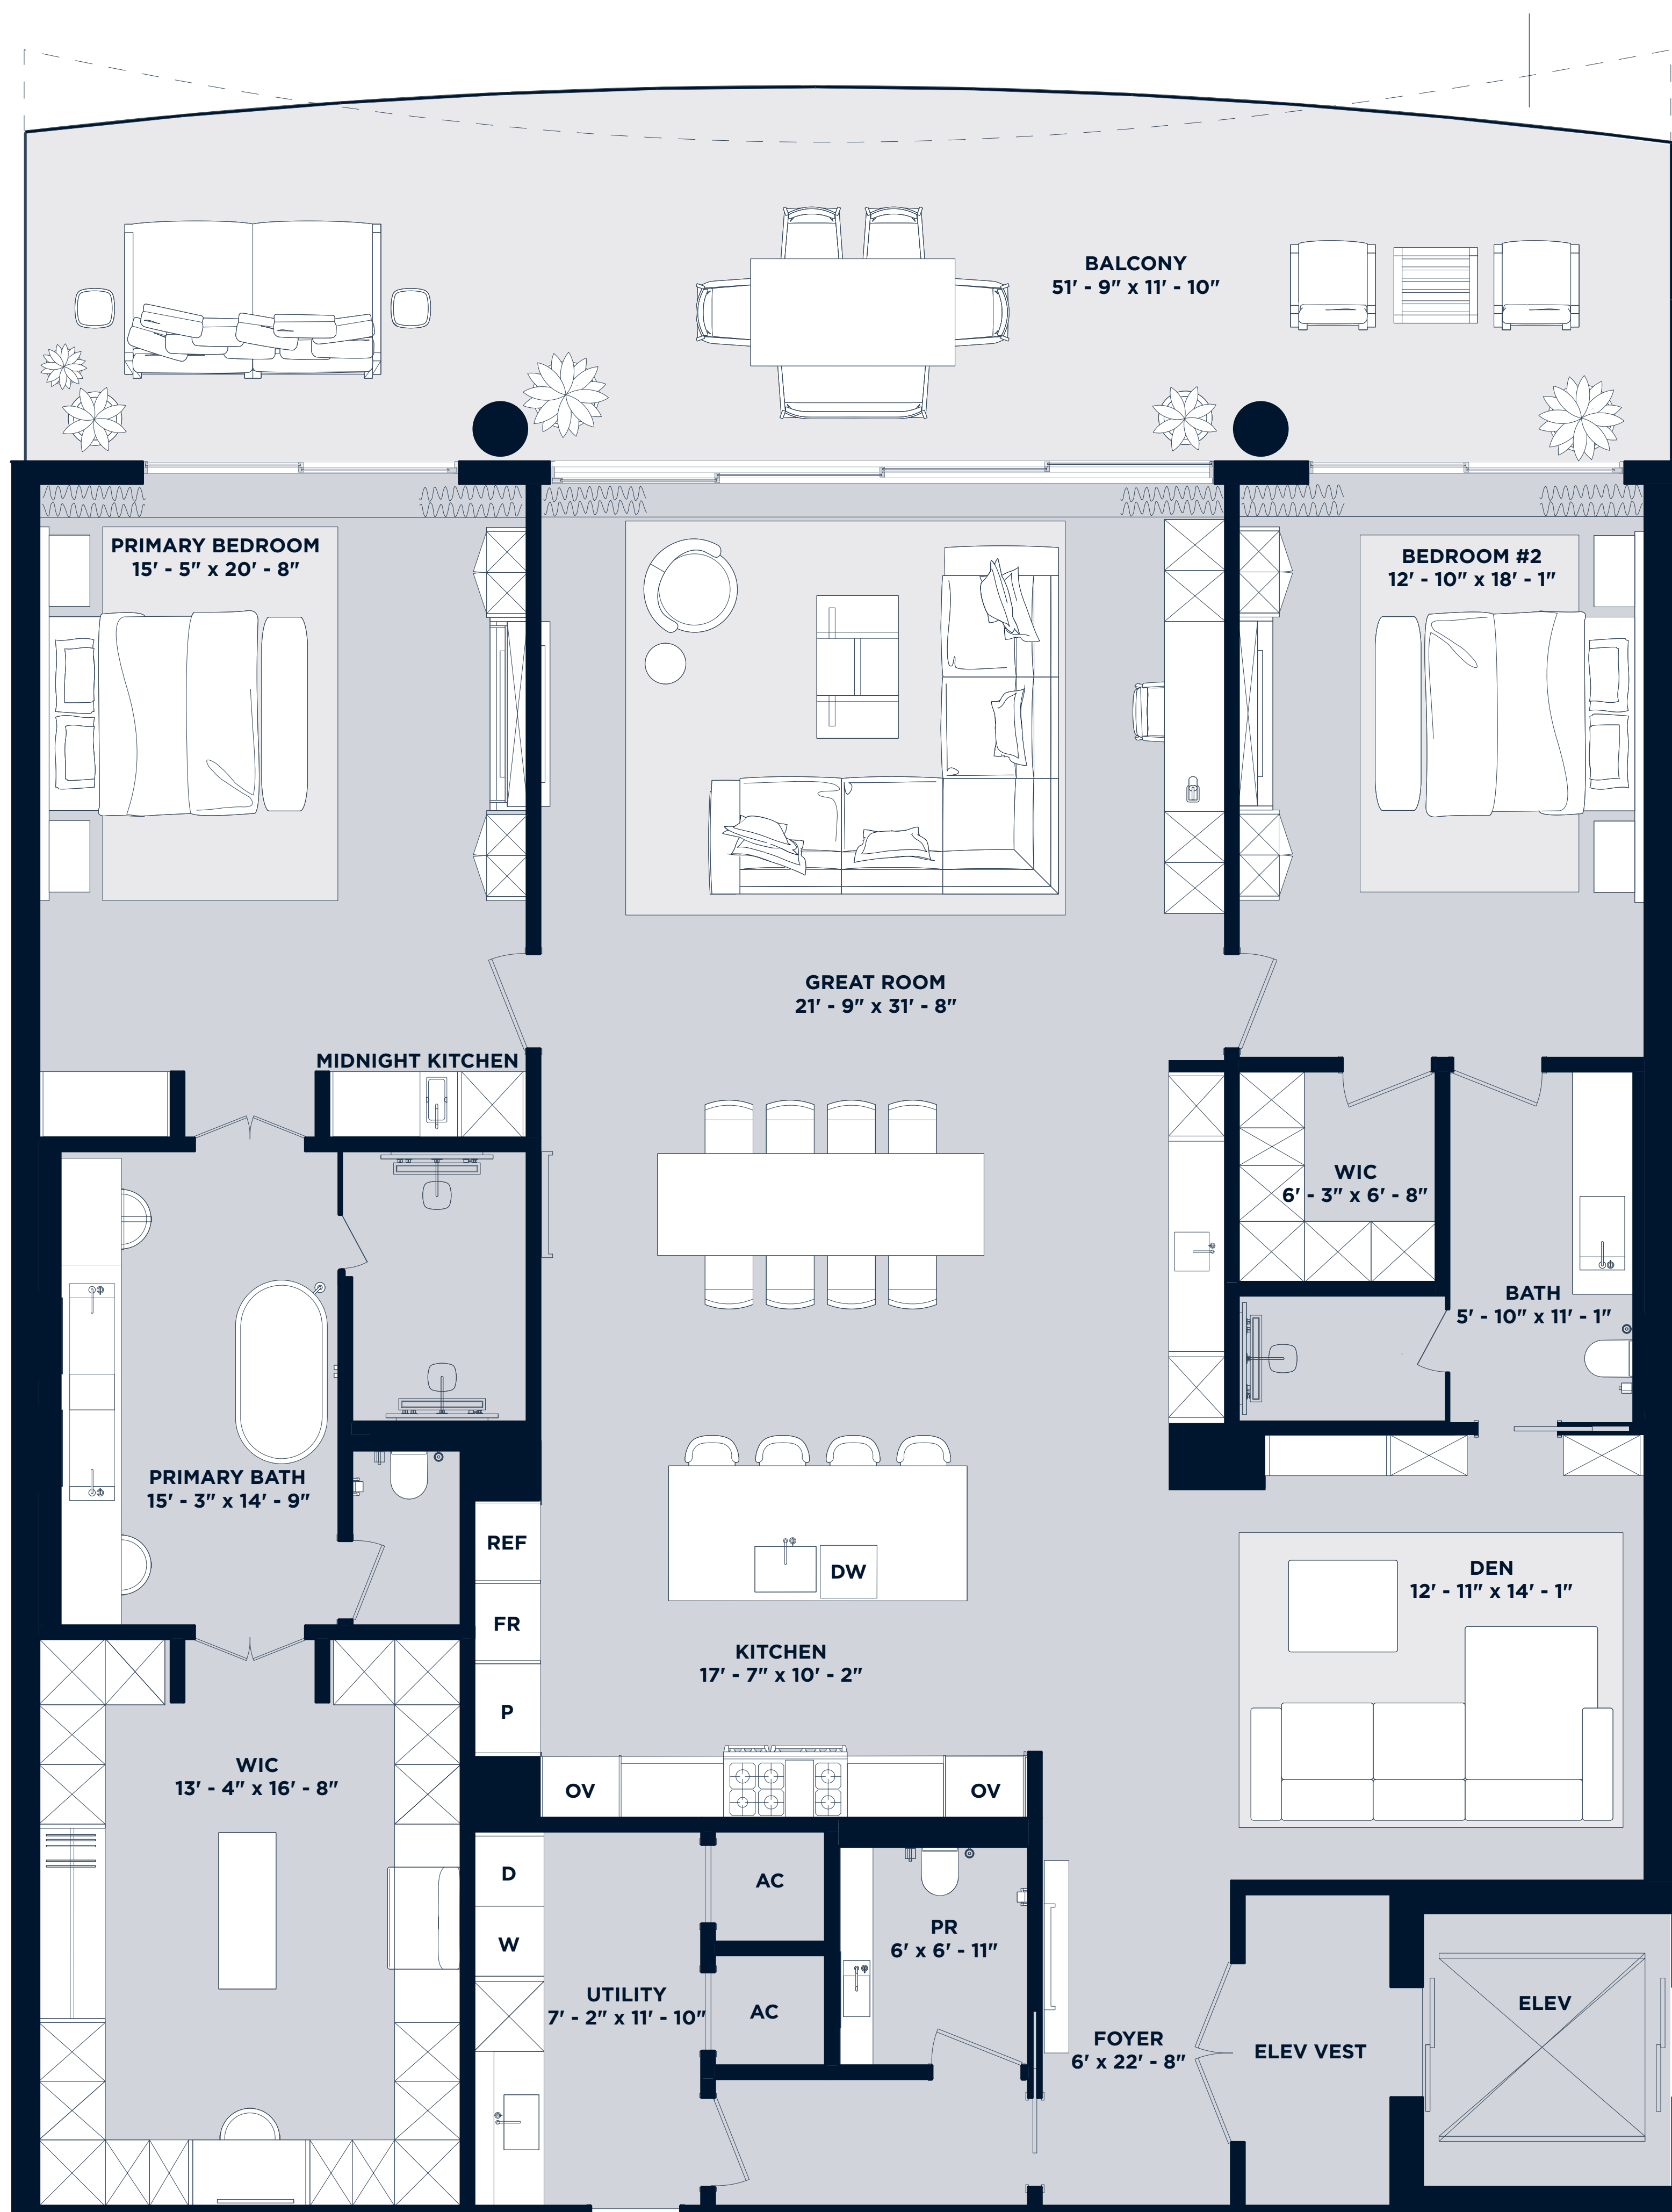 BALCONY
51' - 9" x 11' - 10"
PRIMARY BEDROOM
15' - 5" x 20' - 8"
BEDROOM #2
12' - 10" x 18' - 1"
GREAT ROOM
21' - 9" x 31' - 8"
MIDNIGHT KITCHEN
WIC
6' - 3" x 6' - 8"
BATH
5' - 10" x 11' - 1"
PRIMARY BATH
15' - 3" x 14' - 9"
REF
FR
P
DW
DEN
12' - 11" x 14' - 1"
KITCHEN
17' - 7" x 10' - 2"
OV
OV
WIC
13' - 4" x 16' - 8"
D
W
AC
AC
PR
6' x 6' - 11"
UTILITY
7' - 2" x 11' - 10"
FOYER
6' x 22' - 8"
ELEV VEST
ELEV